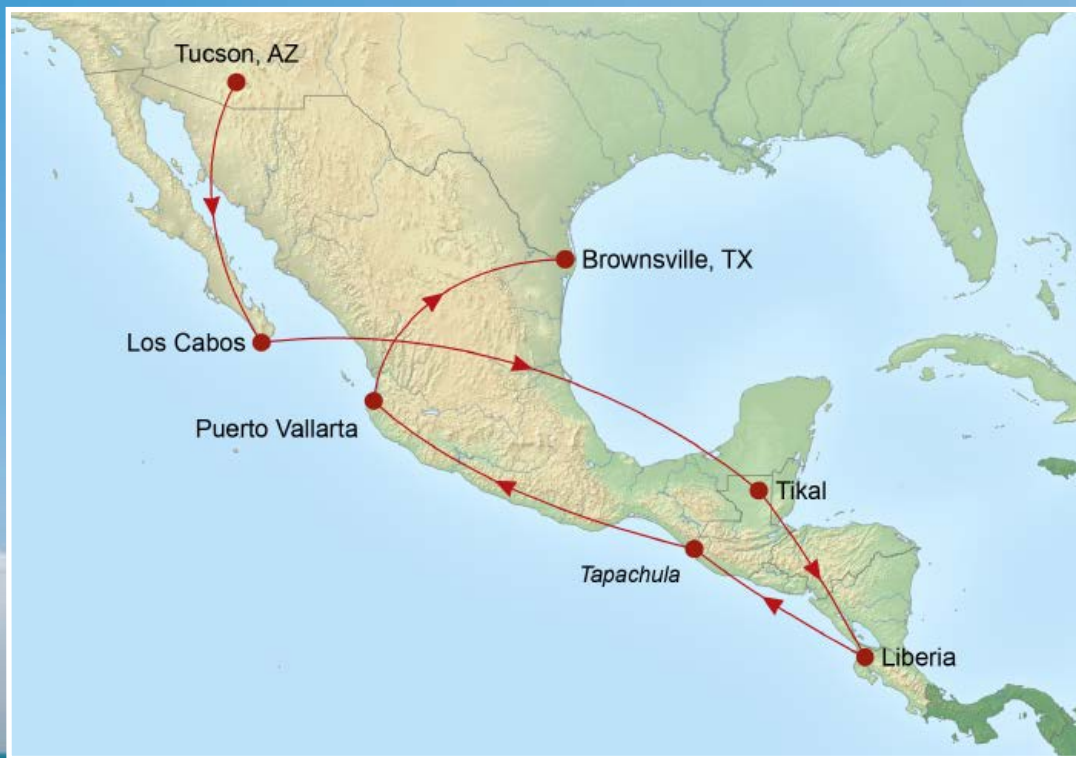 Tucson, AZ
Brownsville, TX
Los Cabos
Puerto Vallarta
Tikal
Tapachula
Liberia